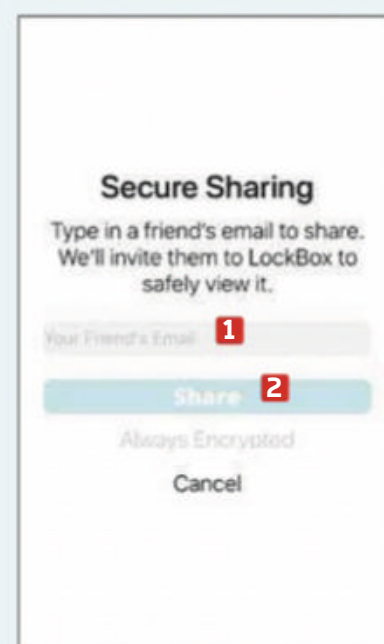 Secure Sharing
Type in a friend's email to share.
We'll invite them to LockBox to
safely view it.
Your Friend's Email 1
Share 2
Always Encrypted
Cancel